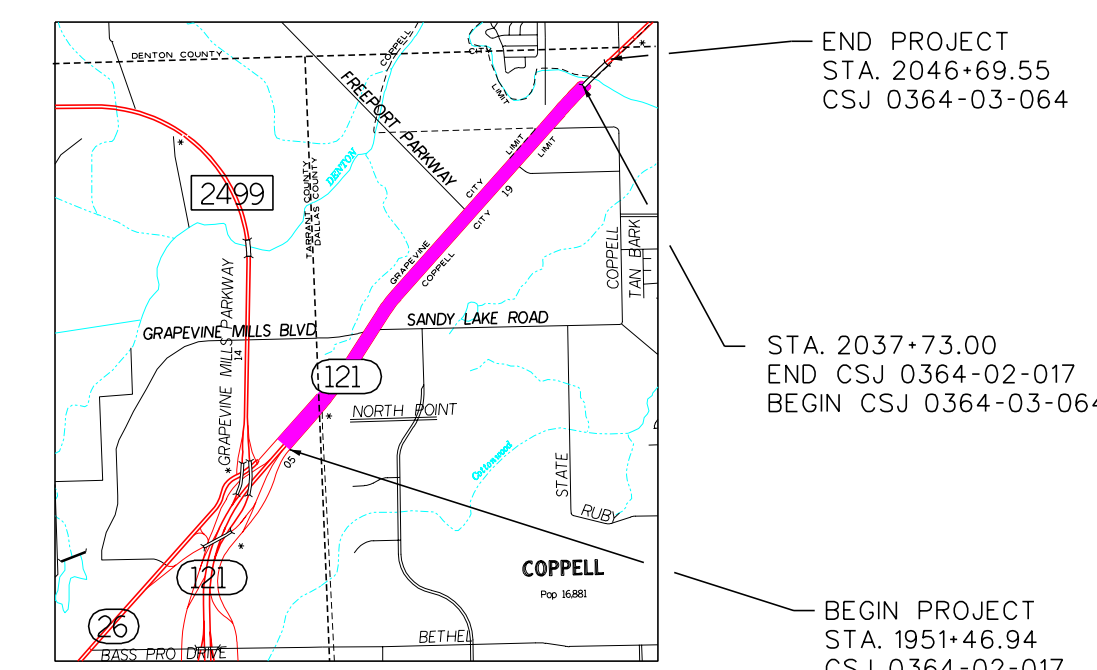 END PROJECT
STA. 2046+69.55
CSJ 0364-03-064
DENTON COUNTY
COPPELL
CITY
LIMIT
FREEPORT PARKWAY
LIMIT
LIMIT
2499
TARRANT COUNTY
DALLAS COUNTY
DENTON
CITY
19
CITY
GRAPEVINE
COPPELL
COPPELL
TAN BARK
GRAPEVINE MILLS PARKWAY
14
GRAPEVINE MILLS BLVD
SANDY LAKE ROAD
STA. 2037+73.00
END CSJ 0364-02-017
BEGIN CSJ 0364-03-064
121
NORTH POINT
05
Cottonwood
STATE
RUBY
COPPELL
Pop 16,881
121
26
BETHEL
BASS PRO DRIVE
BEGIN PROJECT
STA. 1951+46.94
CSJ 0364-02-017